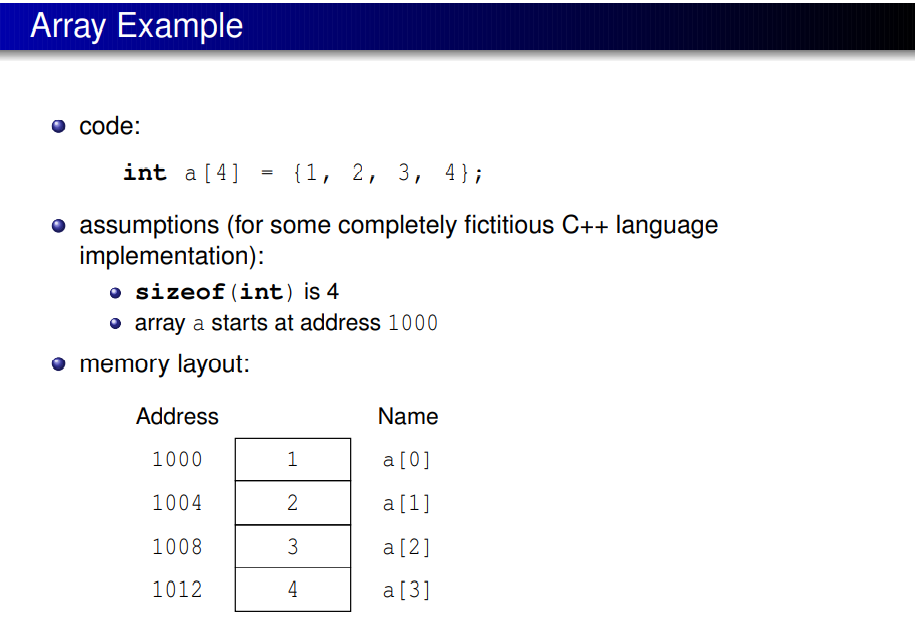 Array Example
code:
int a[4] = {1, 2, 3, 4};
assumptions (for some completely fictitious C++ language
implementation):
sizeof(int) is 4
array a starts at address 1000
memory layout:
Address Name
1000 1 a[0]
1004 2 a[1]
1008 3 a[2]
1012 4 a[3]